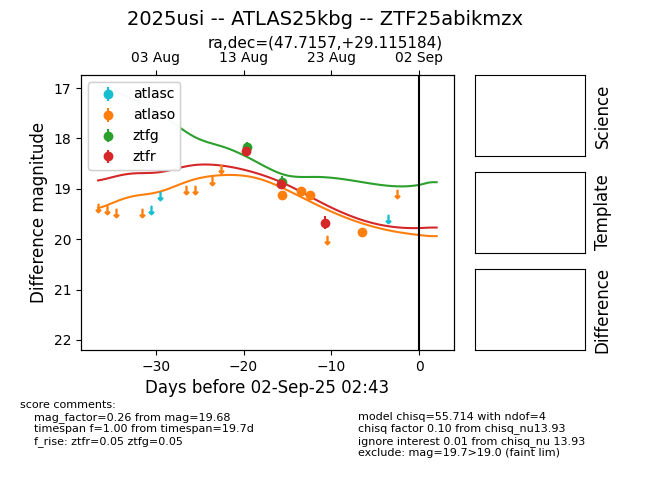 2025usi -- ATLAS25kbg -- ZTF25abikmzx
ra,dec=(47.7157,+29.115184)
03 Aug 13 Aug 23 Aug 02 Sep
17
18
19
20
21
22
Difference magnitude
atlasc
atlaso
ztfg
ztfr
−30 −20 −10 0
Days before 02-Sep-25 02:43
Science
Template
Difference
score comments:
mag_factor=0.26 from mag=19.68
timespan f=1.00 from timespan=19.7d
f_rise: ztfr=0.05 ztfg=0.05
model chisq=55.714 with ndof=4
chisq factor 0.10 from chisq_nu13.93
ignore interest 0.01 from chisq_nu 13.93
exclude: mag=19.7>19.0 (faint lim)